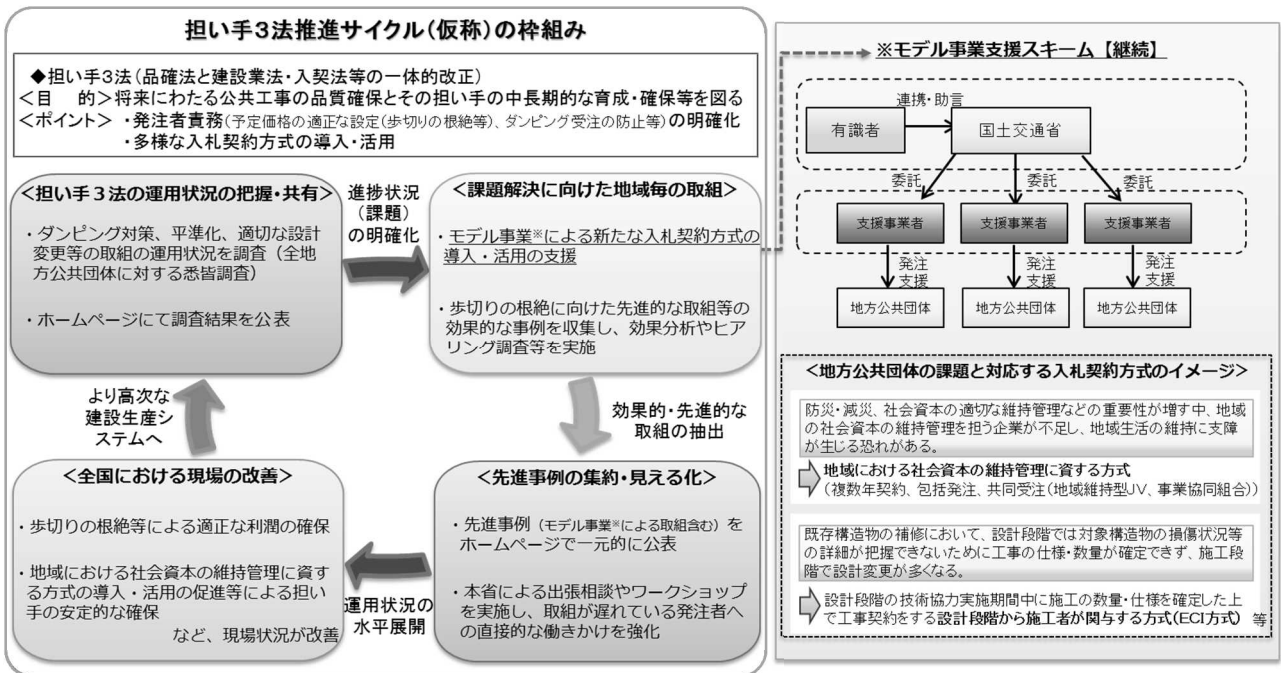 担い手3法推進サイクル(仮称)の枠組み
◆担い手3法(品確法と建設業法・入契法等の一体的改正)
<目　的>将来にわたる公共工事の品質確保とその担い手の中長期的な育成・確保等を図る
<ポイント>・発注者責務(予定価格の適正な設定(歩切りの根絶等)、ダンピング受注の防止等)の明確化
・多様な入札契約方式の導入・活用
<担い手3法の運用状況の把握・共有>
・ダンピング対策、平準化、適切な設計
変更等の取組の運用状況を調査(全地
方公共団体に対する悉皆調査)
・ホームページにて調査結果を公表
進捗状況
(課題)
の明確化
<課題解決に向けた地域毎の取組>
・モデル事業※による新たな入札契約方式の
導入・活用の支援
・歩切りの根絶に向けた先進的な取組等の
効果的な事例を収集し、効果分析やヒア
リング調査等を実施
効果的・先進的な
取組の抽出
<先進事例の集約・見える化>
・先進事例(モデル事業※による取組含む)を
ホームページで一元的に公表
・本省による出張相談やワークショップ
を実施し、取組が遅れている発注者へ
の直接的な働きかけを強化
運用状況の
水平展開
<全国における現場の改善>
・歩切りの根絶等による適正な利潤の確保
・地域における社会資本の維持管理に資す
る方式の導入・活用の促進等による担い
手の安定的な確保
など、現場状況が改善
より高次な
建設生産シ
ステムへ
※モデル事業支援スキーム【継続】
連携・助言
有識者
国土交通省
委託 委託 委託
支援事業者 支援事業者 支援事業者
発注 発注 発注
支援 支援 支援
地方公共団体 地方公共団体 地方公共団体
<地方公共団体の課題と対応する入札契約方式のイメージ>
防災・減災、社会資本の適切な維持管理などの重要性が増す中、地域
の社会資本の維持管理を担う企業が不足し、地域生活の維持に支障
が生じる恐れがある。
地域における社会資本の維持管理に資する方式
(複数年契約、包括発注、共同受注(地域維持型JV、事業協同組合))
既存構造物の補修において、設計段階では対象構造物の損傷状況等
の詳細が把握できないために工事の仕様・数量が確定できず、施工段
階で設計変更が多くなる。
設計段階の技術協力実施期間中に施工の数量・仕様を確定した上
で工事契約をする設計段階から施工者が関与する方式(ECI方式) 等